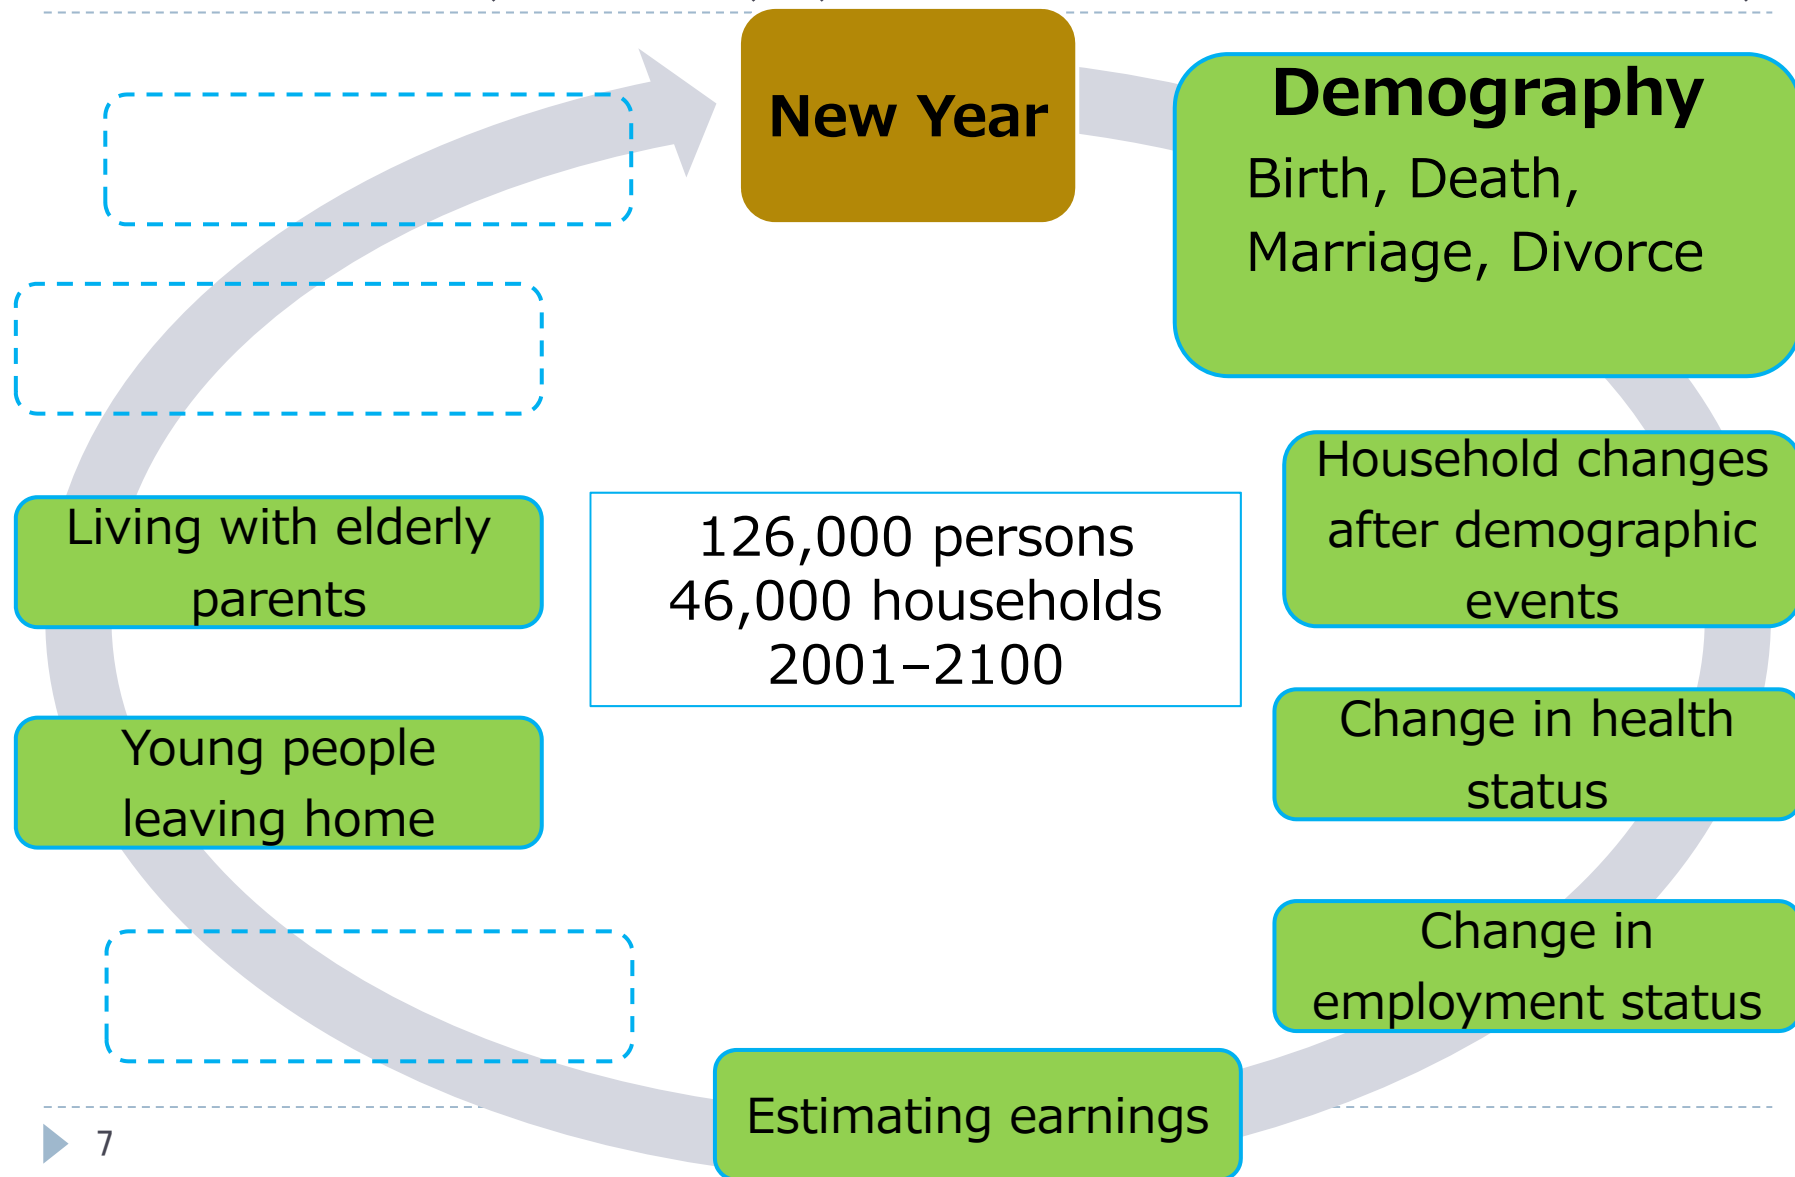 New Year
Demography
Birth, Death,
Marriage, Divorce
Household changes
after demographic
events
Change in health
status
Change in
employment status
Estimating earnings
Young people
leaving home
Living with elderly
parents
126,000 persons
46,000 households
2001–2100
7